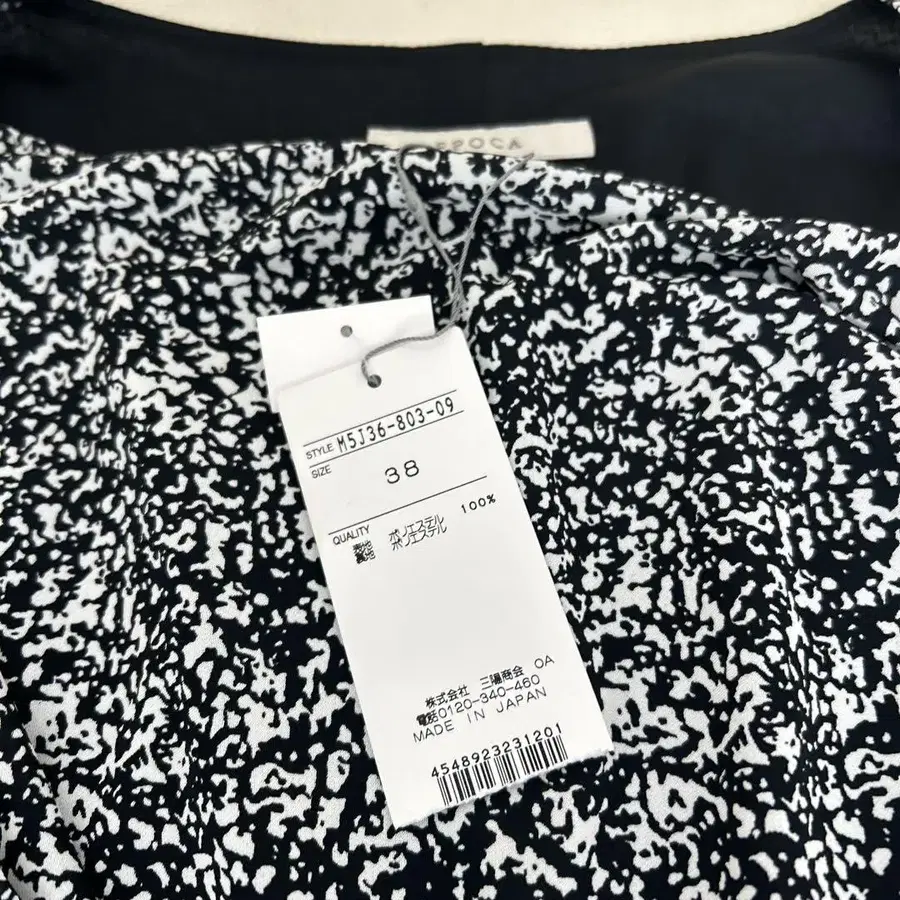 EPOCA
STYLE M5J36-803-09
SIZE
38
QUALITY
100%
表地 ポリエステル
裏地 ポリエステル
株式会社 三陽商会 OA
電話0120-340-460
MADE IN JAPAN
4548923231201